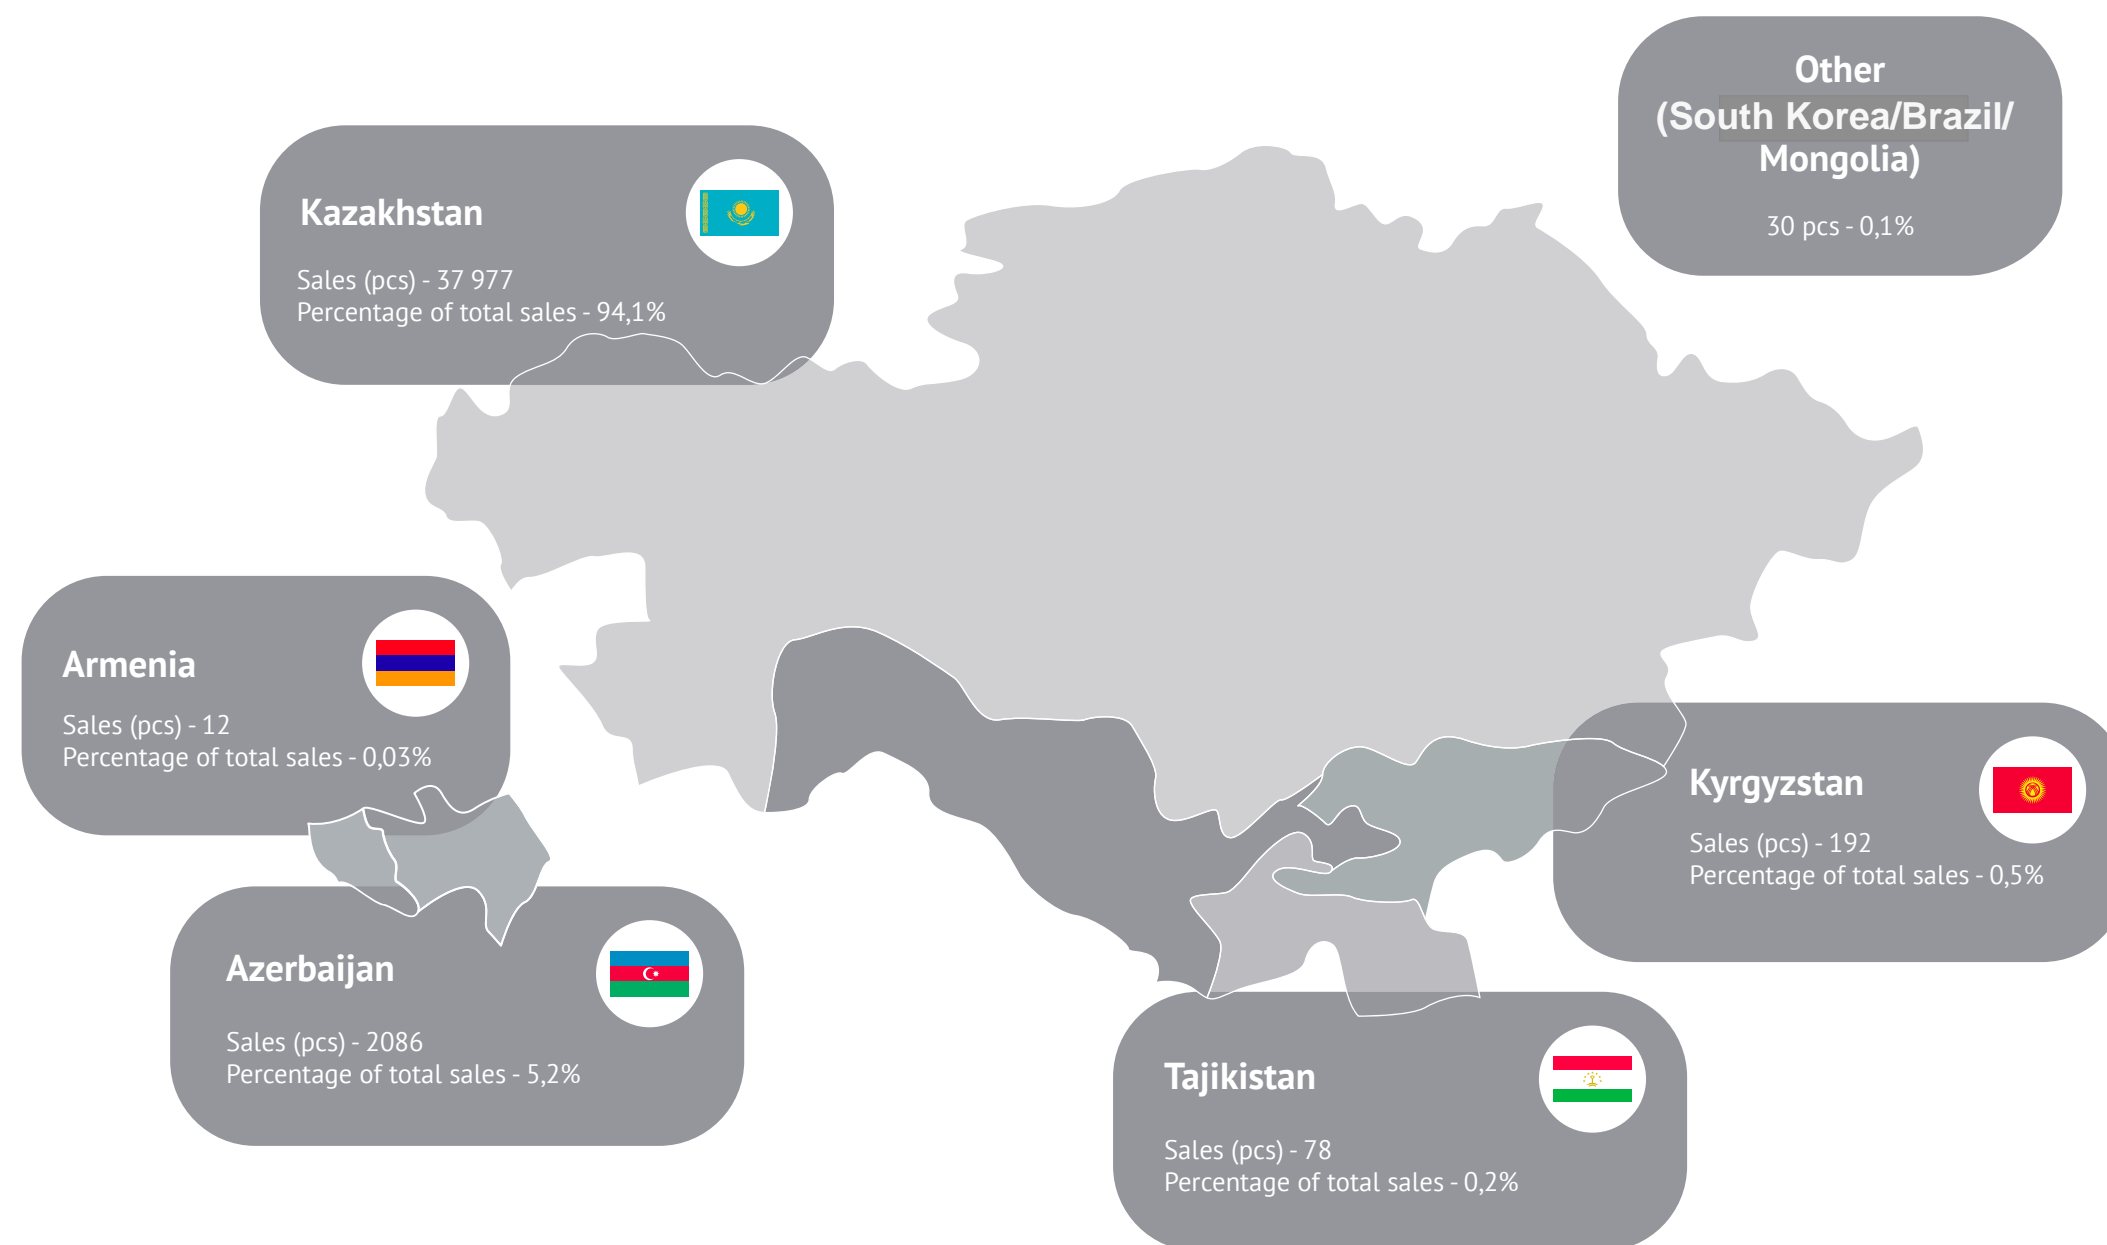 Other
(South Korea/Brazil/
Mongolia)
30 pcs - 0,1%
Kazakhstan
Sales (pcs) - 37 977
Percentage of total sales - 94,1%
Armenia
Sales (pcs) - 12
Percentage of total sales - 0,03%
Kyrgyzstan
Sales (pcs) - 192
Percentage of total sales - 0,5%
Azerbaijan
Sales (pcs) - 2086
Percentage of total sales - 5,2%
Tajikistan
Sales (pcs) - 78
Percentage of total sales - 0,2%